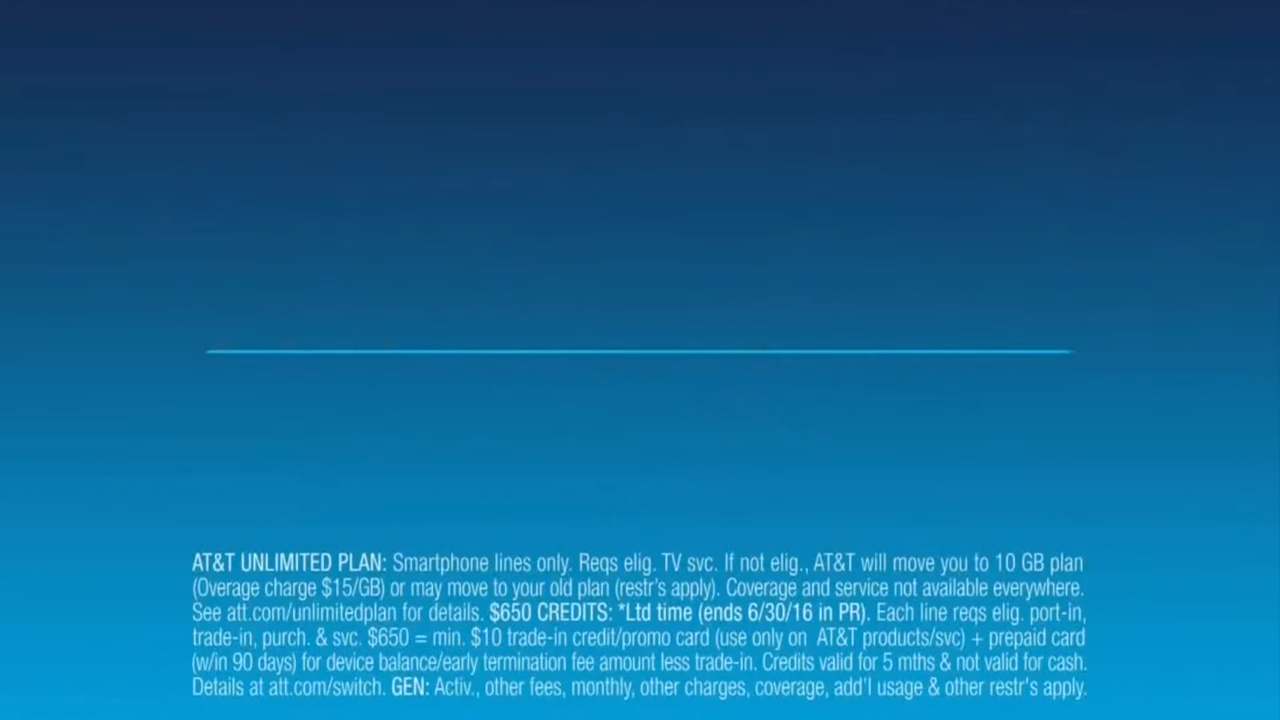 AT&T UNLIMITED PLAN: Smartphone lines only. Reqs elig. TV svc. If not elig., AT&T will move you to 10 GB plan
(Overage charge $15/GB) or may move to your old plan (restr's apply). Coverage and service not available everywhere.
See att.com/unlimitedplan for details. $650 CREDITS: *Ltd time (ends 6/30/16 in PR). Each line reqs elig. port-in,
trade-in, purch. & svc. $650 = min. $10 trade-in credit/promo card (use only on AT&T products/svc) + prepaid card
(w/in 90 days) for device balance/early termination fee amount less trade-in. Credits valid for 5 mths & not valid for cash.
Details at att.com/switch. GEN: Activ., other fees, monthly, other charges, coverage, add'l usage & other restr's apply.